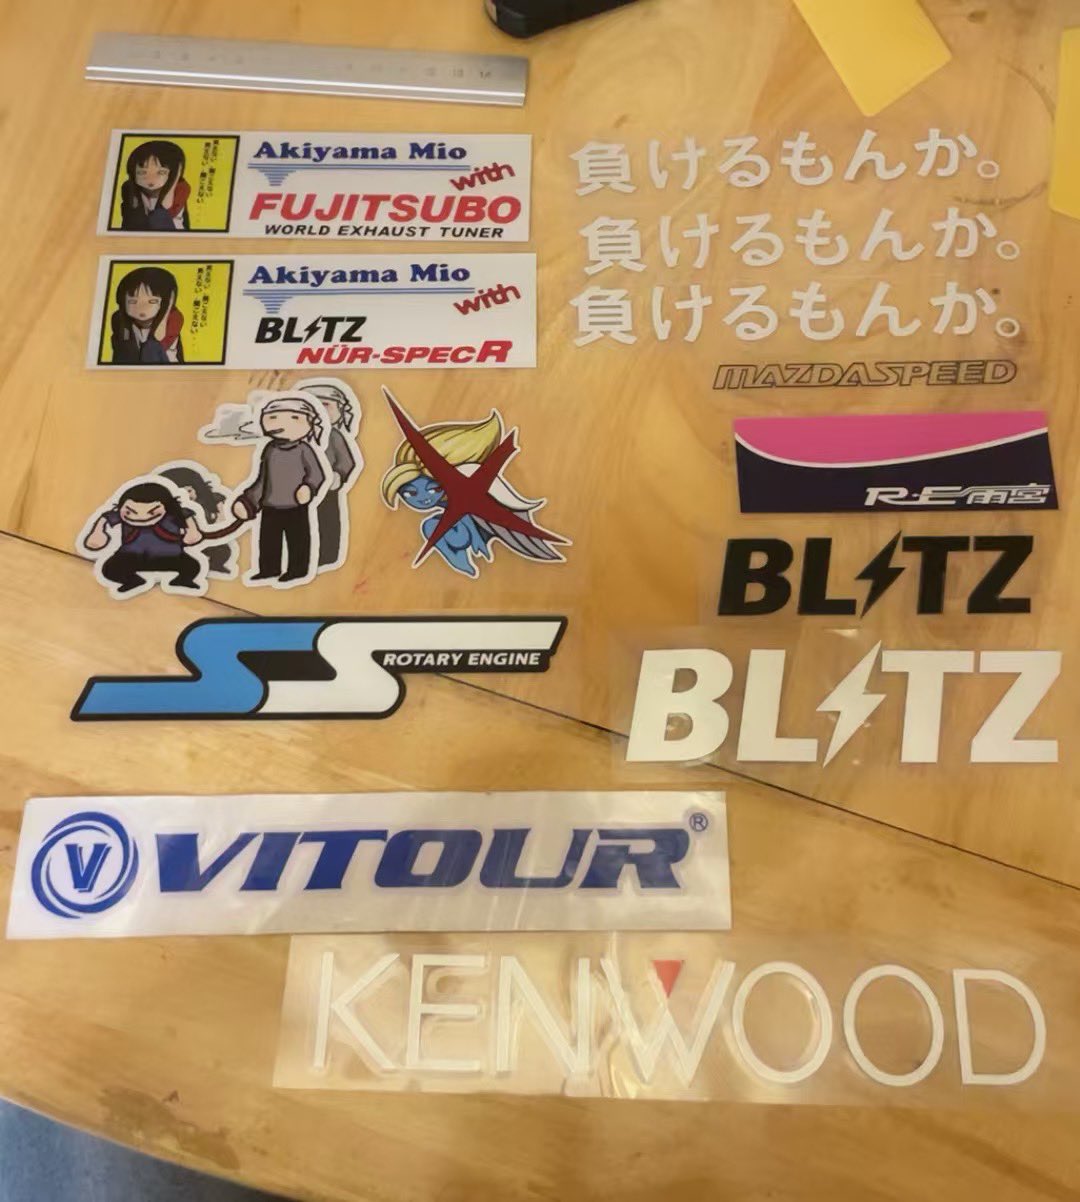 Akiyama Mio
with
FUJITSUBO
WORLD EXHAUST TUNER
Akiyama Mio
with
BLITZ
NÜR-SPEC R
負けるもんか。
負けるもんか。
負けるもんか。
MAZDASPEED
R·E雨宮
BLITZ
SS
ROTARY ENGINE
BLITZ
V VITOUR®
KENWOOD